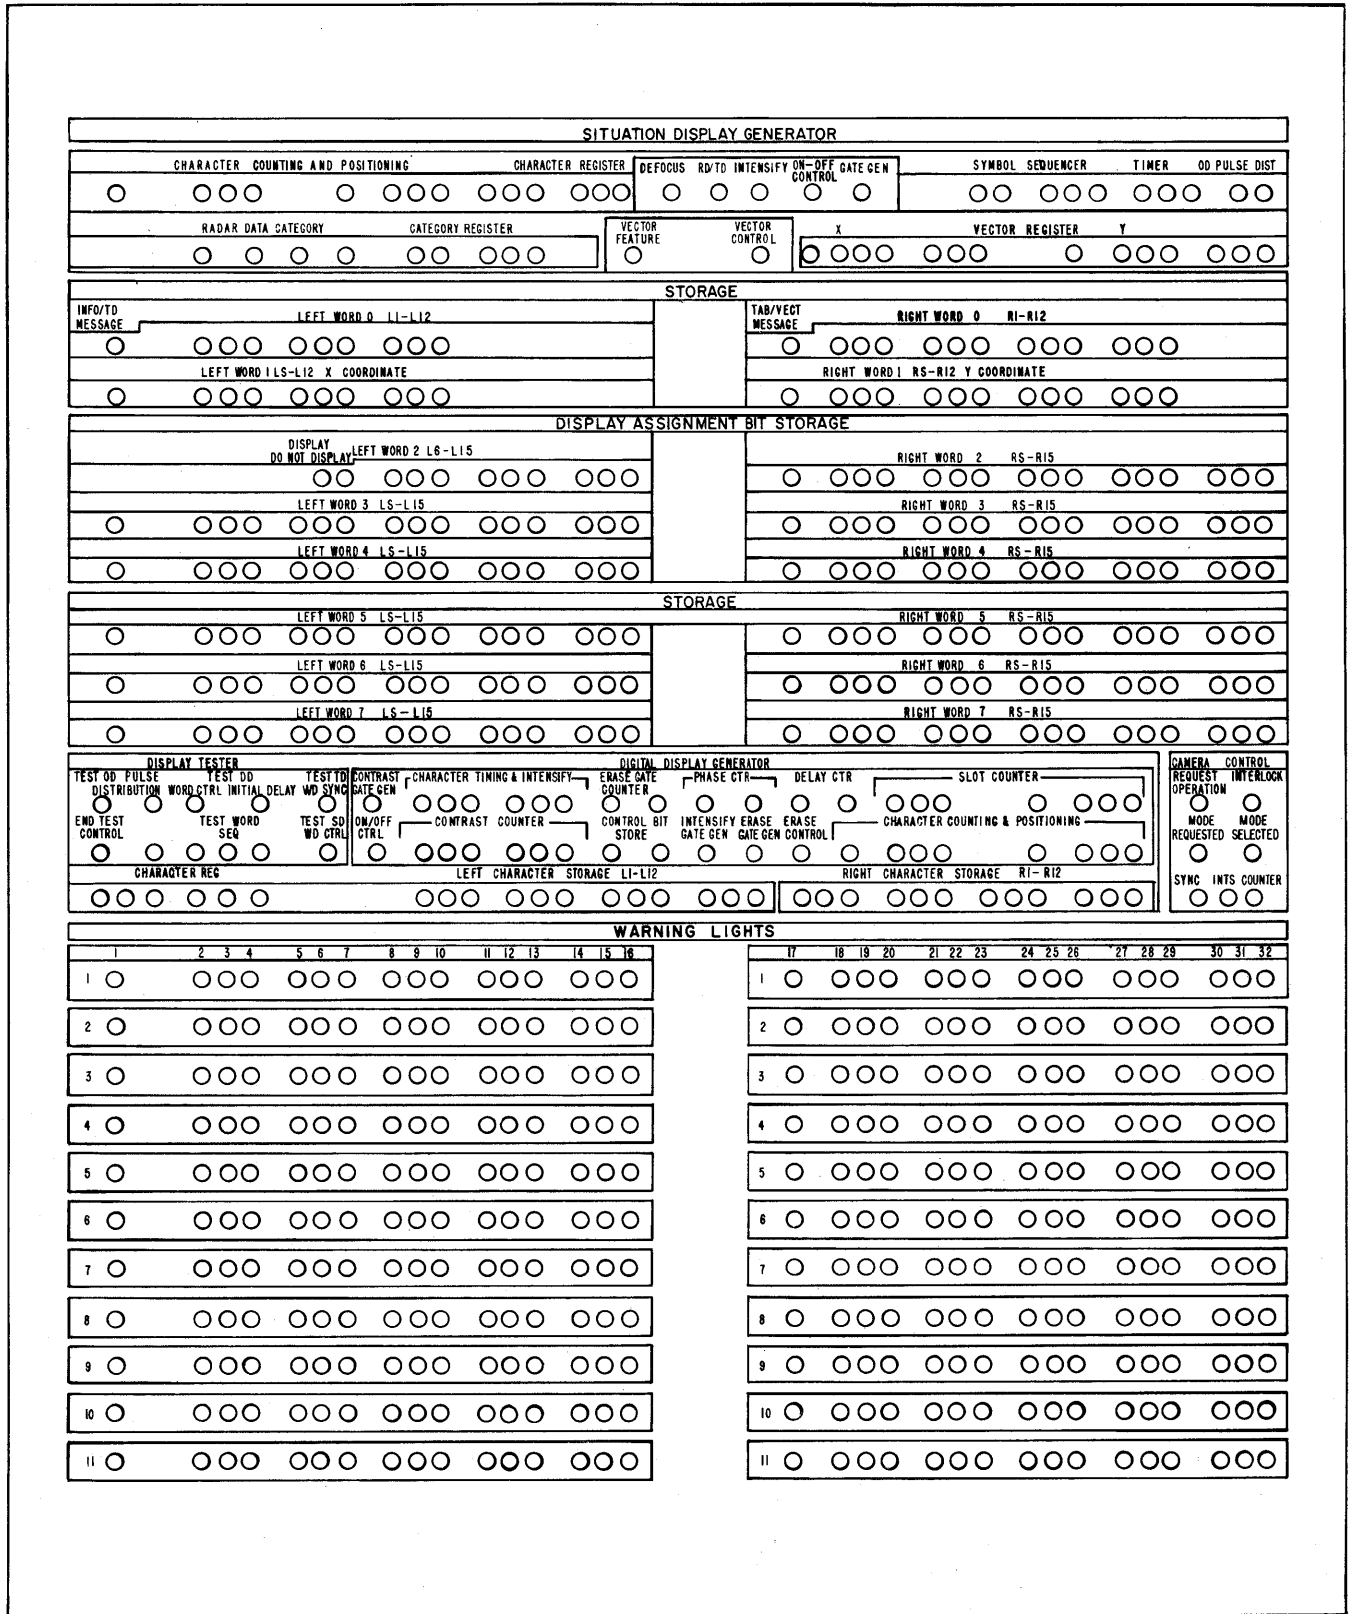 SITUATION DISPLAY GENERATOR
CHARACTER COUNTING AND POSITIONING CHARACTER REGISTER DEFOCUS RD/TD INTENSIFY ON-OFF CONTROL GATE GEN SYMBOL SEQUENCER TIMER OD PULSE DIST
RADAR DATA CATEGORY CATEGORY REGISTER VECTOR FEATURE VECTOR CONTROL X VECTOR REGISTER Y
STORAGE
INFO/TD MESSAGE LEFT WORD 0 L1-L12 TAB/VECT MESSAGE RIGHT WORD 0 R1-R12
LEFT WORD 1 LS-L12 X COORDINATE RIGHT WORD 1 RS-R12 Y COORDINATE
DISPLAY ASSIGNMENT BIT STORAGE
DISPLAY
DO NOT DISPLAY LEFT WORD 2 L6-L15 RIGHT WORD 2 RS-R15
LEFT WORD 3 LS-L15 RIGHT WORD 3 RS-R15
LEFT WORD 4 LS-L15 RIGHT WORD 4 RS-R15
STORAGE
LEFT WORD 5 LS-L15 RIGHT WORD 5 RS-R15
LEFT WORD 6 LS-L15 RIGHT WORD 6 RS-R15
LEFT WORD 7 LS-L15 RIGHT WORD 7 RS-R15
DISPLAY TESTER DIGITAL DISPLAY GENERATOR CAMERA CONTROL
TEST OD PULSE TEST DD TEST TD CONTRAST CHARACTER TIMING & INTENSIFY ERASE GATE PHASE CTR DELAY CTR SLOT COUNTER REQUEST INTERLOCK
DISTRIBUTION WORD CTRL INITIAL DELAY WD SYNC GATE GEN COUNTER OPERATION
END TEST TEST WORD TEST SD ON/OFF CONTRAST COUNTER CONTROL BIT INTENSIFY ERASE ERASE CHARACTER COUNTING & POSITIONING MODE MODE
CONTROL SEQ WD CTRL CTRL STORE GATE GEN GATE GEN CONTROL REQUESTED SELECTED
CHARACTER REG LEFT CHARACTER STORAGE L1-L12 RIGHT CHARACTER STORAGE R1-R12 SYNC INTS COUNTER
WARNING LIGHTS
1 2 3 4 5 6 7 8 9 10 11 12 13 14 15 16 17 18 19 20 21 22 23 24 25 26 27 28 29 30 31 32
1 1
2 2
3 3
4 4
5 5
6 6
7 7
8 8
9 9
10 10
11 11